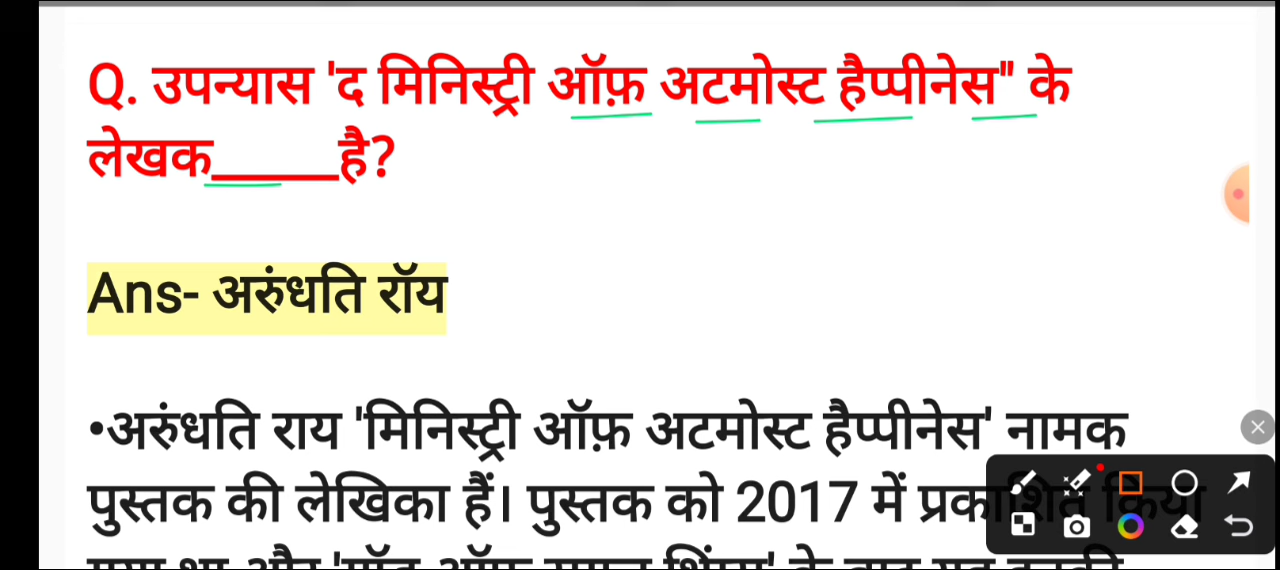 Q. उपन्यास 'द मिनिस्ट्री ऑफ़ अटमोस्ट हैप्पीनेस" के
लेखक_____है?
Ans- अरुंधति रॉय
•अरुंधति राय 'मिनिस्ट्री ऑफ़ अटमोस्ट हैप्पीनेस' नामक
पुस्तक की लेखिका हैं। पुस्तक को 2017 में प्रकाशित किया